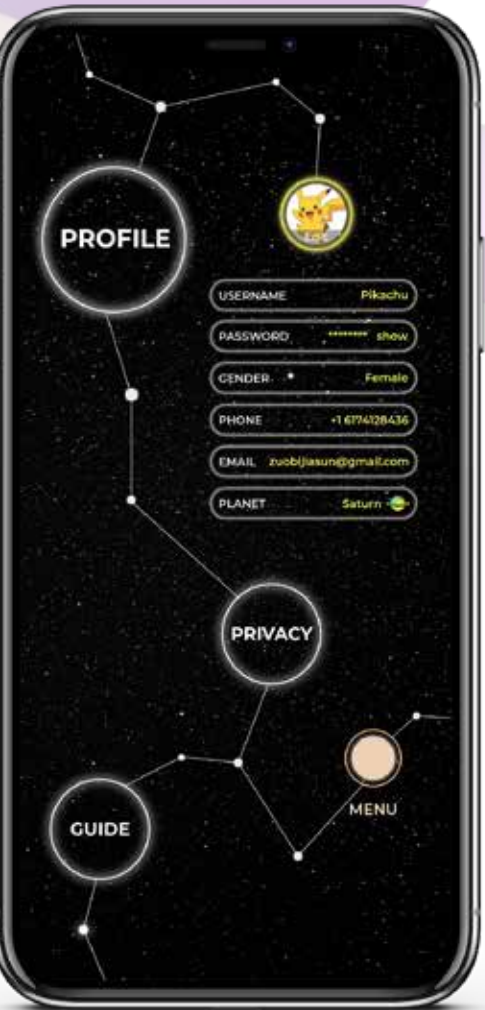 PROFILE
USERNAME Pikachu
PASSWORD ******** show
GENDER Female
PHONE +1 6174128436
EMAIL zuobijiasun@gmail.com
PLANET Saturn
PRIVACY
MENU
GUIDE